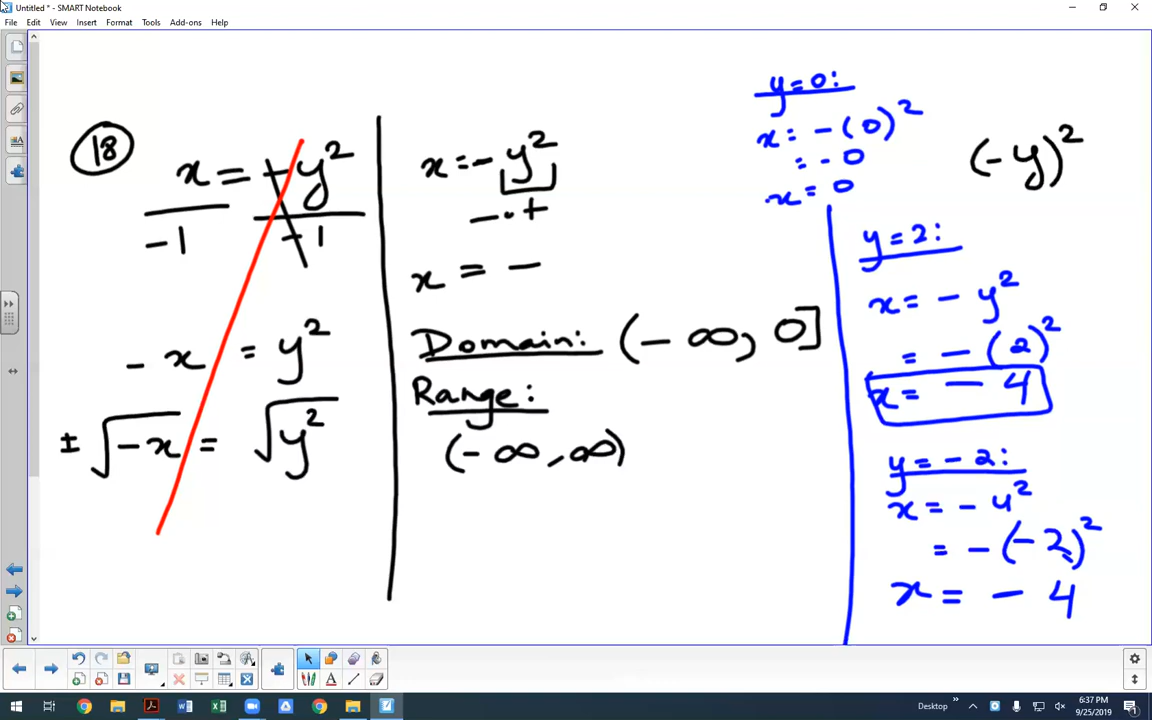 Untitled * - SMART Notebook
File Edit View Insert Format Tools Add-ons Help
18
x = -y²
-1 -1
-x = y²
± √-x = √y²
x = - y²
- · +
x = -
Domain: (-∞, 0]
Range:
(-∞, ∞)
y = 0:
x = -(0)²
= - 0
x = 0
(-y)²
y = 2:
x = - y²
= - (2)²
x = - 4
y = -2:
x = - y²
= - (-2)²
x = - 4
Desktop
6:37 PM
9/25/2019